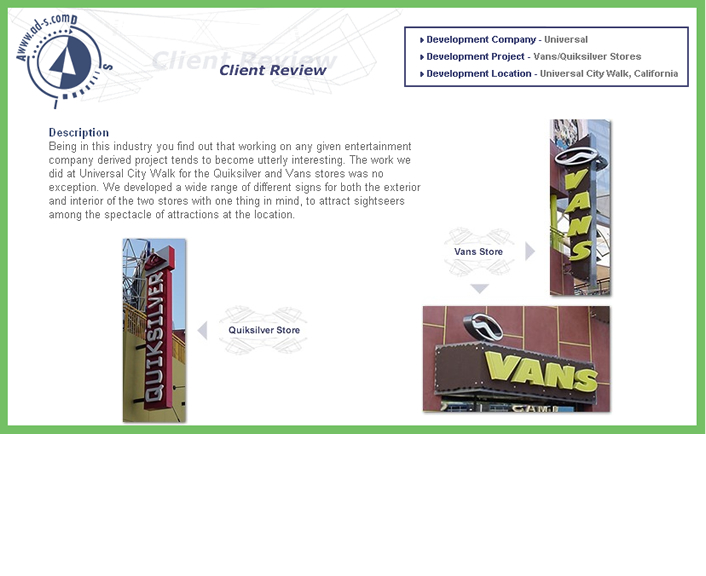 www.ad-s.com
Client Review
Client Review
Development Company - Universal
Development Project - Vans/Quiksilver Stores
Development Location - Universal City Walk, California
Description
Being in this industry you find out that working on any given entertainment
company derived project tends to become utterly interesting. The work we
did at Universal City Walk for the Quiksilver and Vans stores was no
exception. We developed a wide range of different signs for both the exterior
and interior of the two stores with one thing in mind, to attract sightseers
among the spectacle of attractions at the location.
VANS
Vans Store
QUIKSILVER
Quiksilver Store
VANS